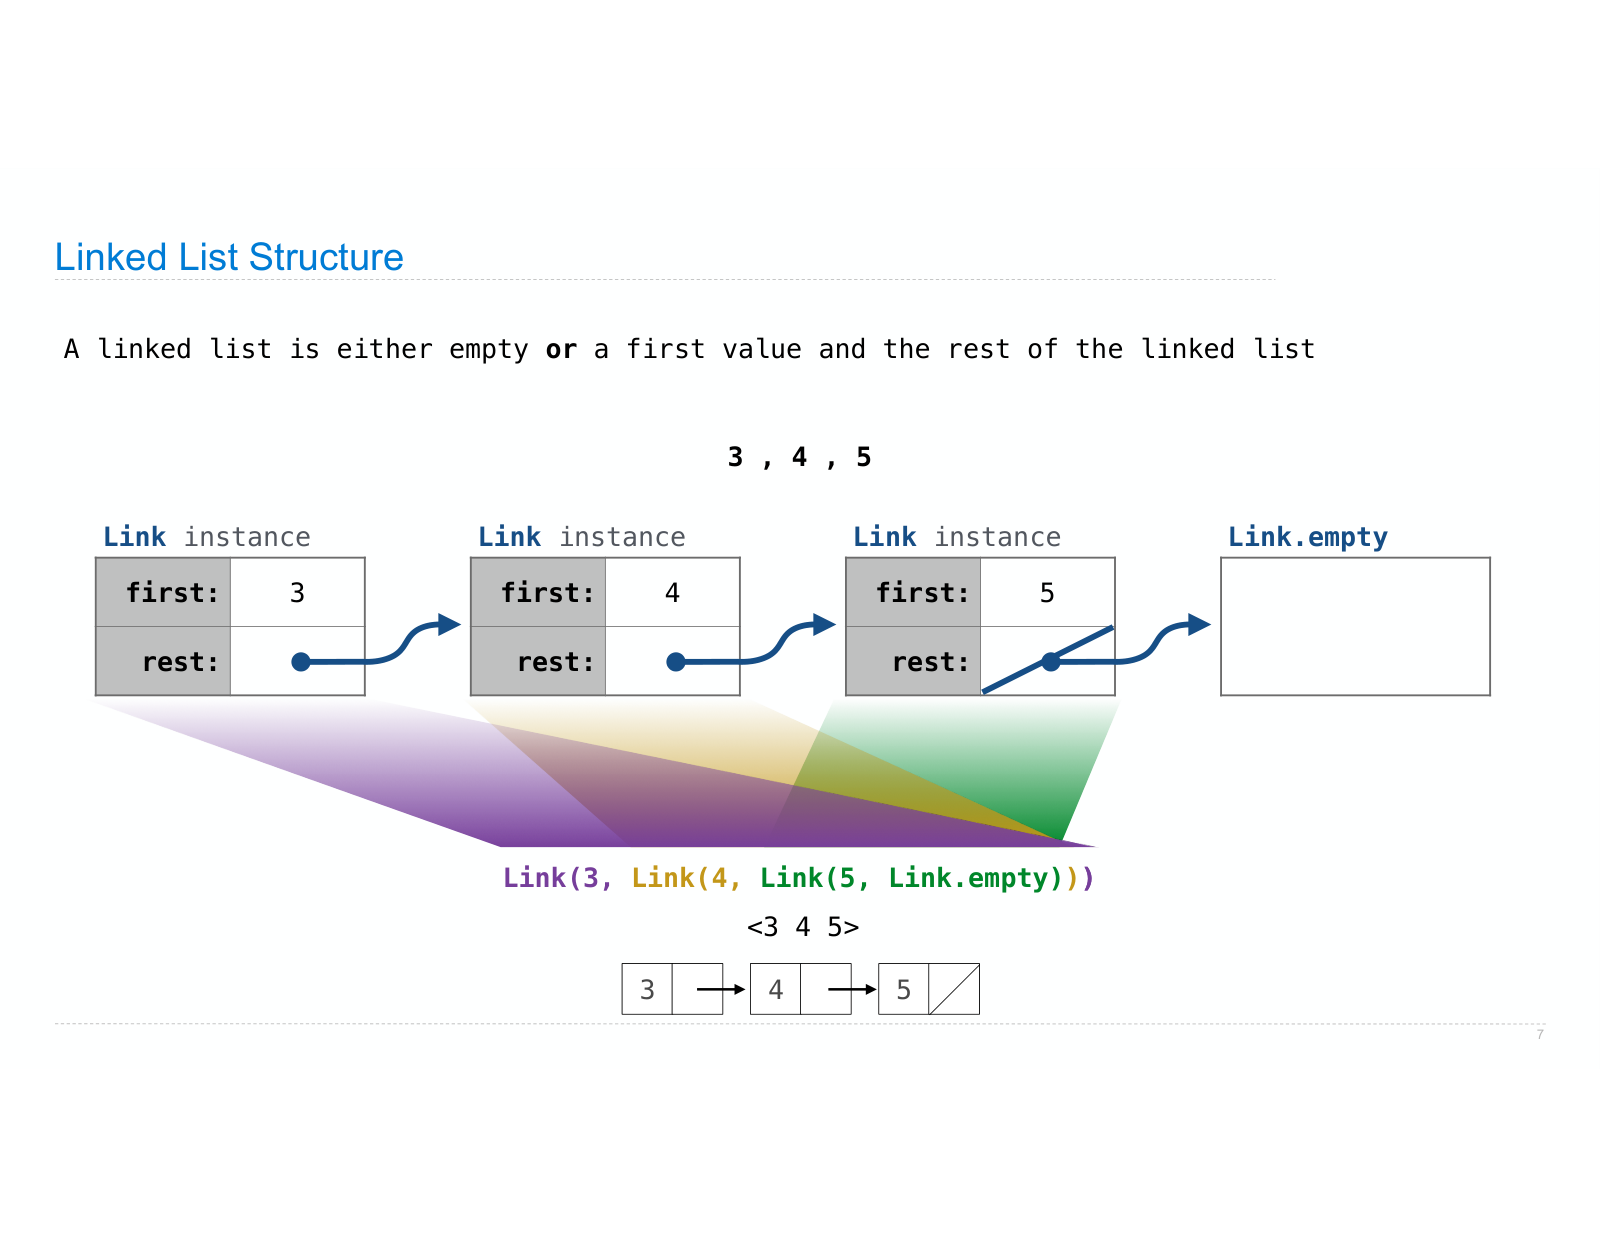 Linked List Structure
A linked list is either empty or a first value and the rest of the linked list
3 , 4 , 5
Link instance
first: 3
rest:
Link instance
first: 4
rest:
Link instance
first: 5
rest:
Link.empty
Link(3, Link(4, Link(5, Link.empty)))
<3 4 5>
3 4 5
7